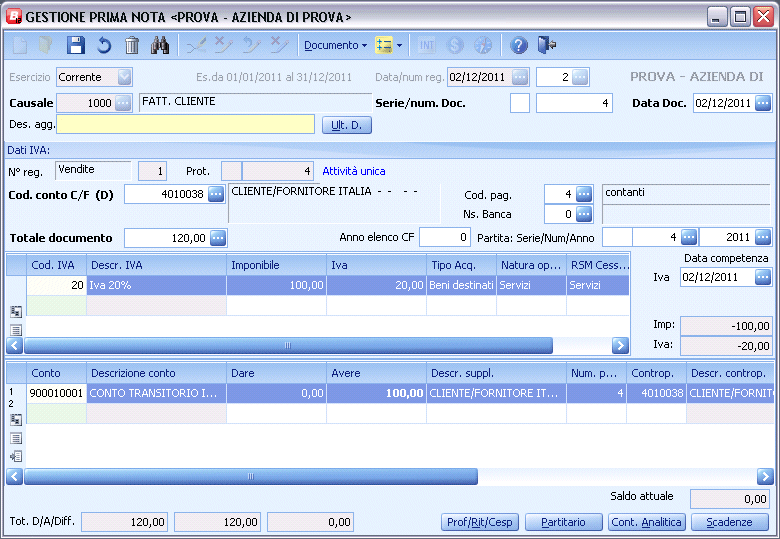 GESTIONE PRIMA NOTA <PROVA - AZIENDA DI PROVA>
Documento INT
Esercizio Corrente Es.da 01/01/2011 al 31/12/2011 Data/num reg. 02/12/2011 2 PROVA - AZIENDA DI
Causale 1000 FATT. CLIENTE Serie/num. Doc. 4 Data Doc. 02/12/2011
Des. agg. Ult. D.
Dati IVA:
N° reg. Vendite 1 Prot. 4 Attività unica
Cod. conto C/F (D) 4010038 CLIENTE/FORNITORE ITALIA - - - - Cod. pag. 4 contanti
Ns. Banca 0
Totale documento 120,00 Anno elenco CF 0 Partita: Serie/Num/Anno 4 2011
Cod. IVA Descr. IVA Imponibile Iva Tipo Acq. Natura op... RSM Cess... Data competenza
20 Iva 20% 100,00 20,00 Beni destinati Servizi Servizi Iva 02/12/2011
Imp: -100,00
Iva: -20,00
Conto Descrizione conto Dare Avere Descr. suppl. Num. p... Controp. Descr. controp.
1 900010001 CONTO TRANSITORIO I... 0,00 100,00 CLIENTE/FORNITORE IT... 4 4010038 CLIENTE/FORNIT
2
Saldo attuale 0,00
Tot. D/A/Diff. 120,00 120,00 0,00 Prof/Rit/Cesp Partitario Cont. Analitica Scadenze